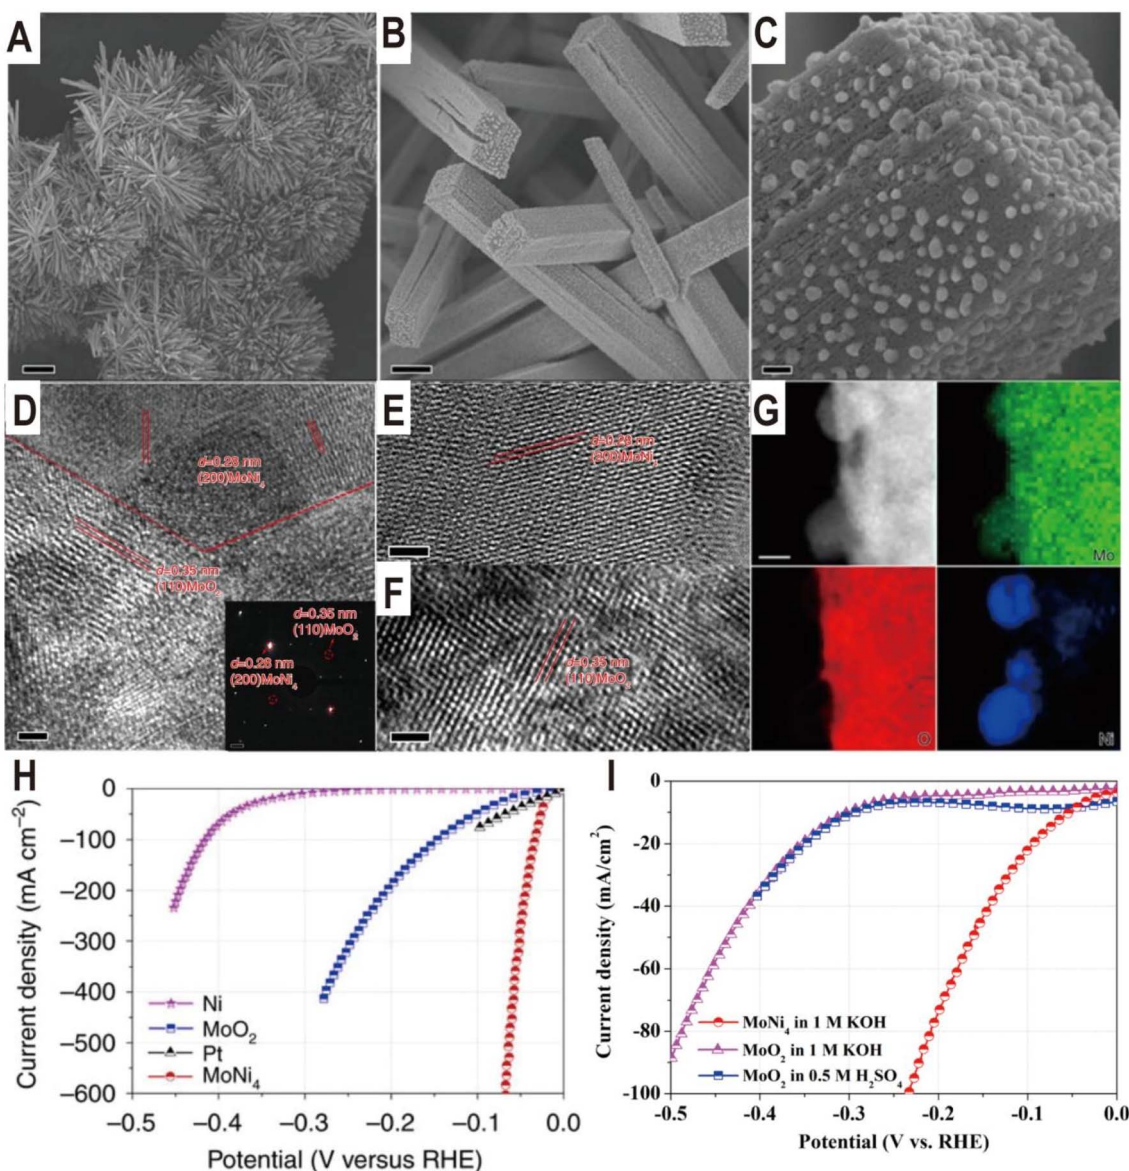 A
B
C
D
d=0.28 nm
(200)MoNi4
d=0.35 nm
(110)MoO2
d=0.35 nm
(110)MoO2
d=0.28 nm
(200)MoNi4
E
d=0.28 nm
(200)MoNi4
F
d=0.35 nm
(110)MoO2
G
Mo
O
Ni
H
0
–100
–200
–300
–400
–500
–600
Current density (mA cm–2)
Ni
MoO2
Pt
MoNi4
–0.5 –0.4 –0.3 –0.2 –0.1 0.0
Potential (V versus RHE)
I
0
-20
-40
-60
-80
-100
Current density (mA/cm2)
MoNi4 in 1 M KOH
MoO2 in 1 M KOH
MoO2 in 0.5 M H2SO4
-0.5 -0.4 -0.3 -0.2 -0.1 0.0
Potential (V vs. RHE)